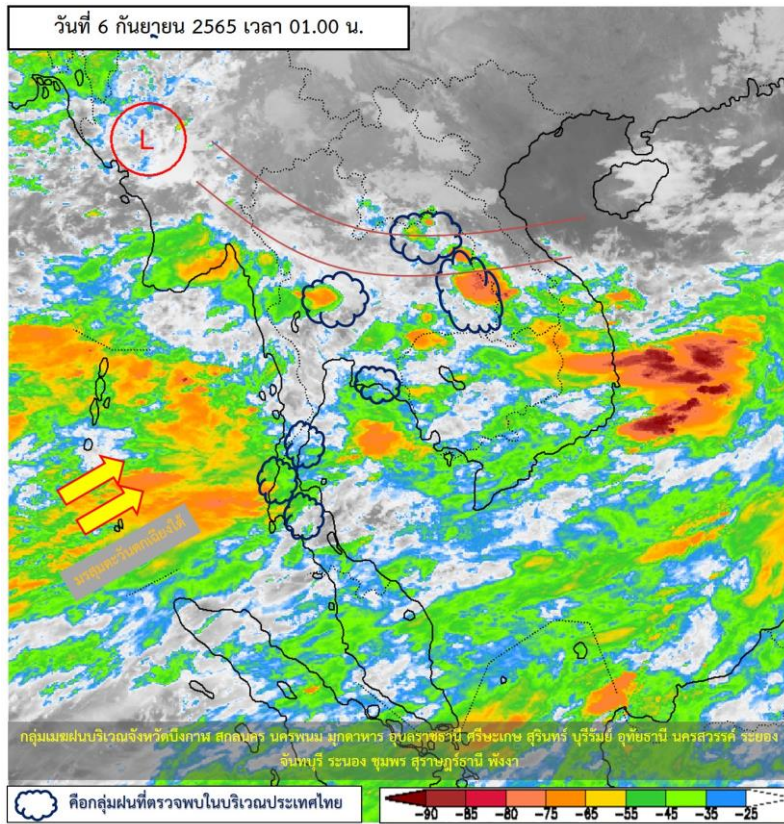 วันที่ 6 กันยายน 2565 เวลา 01.00 น.
L
มรสุมตะวันตกเฉียงใต้
กลุ่มเมฆฝนบริเวณจังหวัดบึงกาฬ สกลนคร นครพนม มุกดาหาร อุบลราชธานี ศรีษะเกษ สุรินทร์ บุรีรัมย์ อุทัยธานี นครสวรรค์ ระยอง
จันทบุรี ระนอง ชุมพร สุราษฎร์ธานี พังงา
คือกลุ่มฝนที่ตรวจพบในบริเวณประเทศไทย
-90 -85 -80 -75 -65 -55 -45 -35 -25